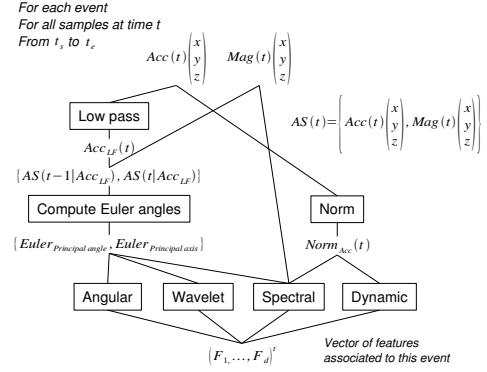 For each event
For all samples at time t
From t_s to t_e
Acc(t)(x y z) Mag(t)(x y z)
AS(t)={Acc(t)(x y z), Mag(t)(x y z)}
Low pass
Acc_LF(t)
{AS(t−1|Acc_LF), AS(t|Acc_LF)}
Compute Euler angles
Norm
{Euler_Principal angle, Euler_Principal axis}
Norm_Acc(t)
Angular
Wavelet
Spectral
Dynamic
(F_1,…,F_d)^t
Vector of features
associated to this event